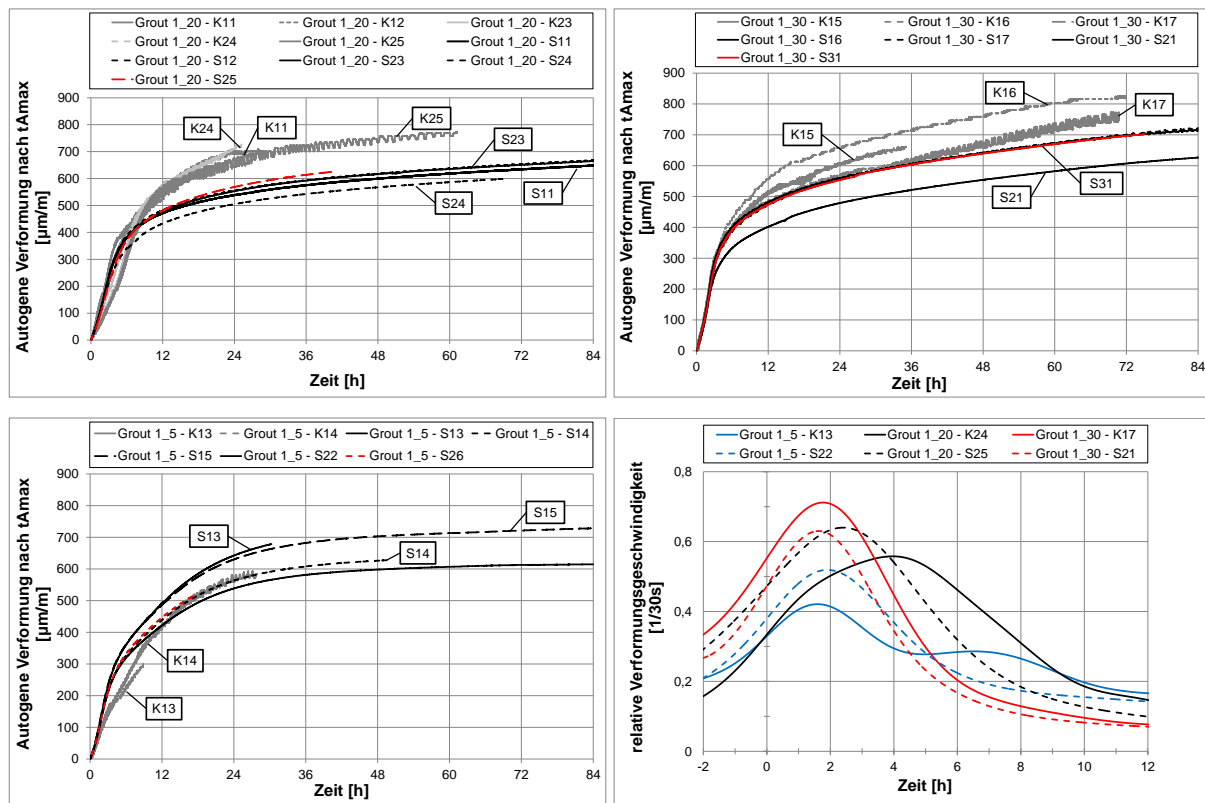 Grout 1_20 - K11 Grout 1_20 - K12 Grout 1_20 - K23
Grout 1_20 - K24 Grout 1_20 - K25 Grout 1_20 - S11
Grout 1_20 - S12 Grout 1_20 - S23 Grout 1_20 - S24
Grout 1_20 - S25
Autogene Verformung nach tAmax
[µm/m]
900
800
700
600
500
400
300
200
100
0
K24
K11
K25
S23
S24
S11
0 12 24 36 48 60 72 84
Zeit [h]
Grout 1_30 - K15 Grout 1_30 - K16 Grout 1_30 - K17
Grout 1_30 - S16 Grout 1_30 - S17 Grout 1_30 - S21
Grout 1_30 - S31
Autogene Verformung nach tAmax
[µm/m]
900
800
700
600
500
400
300
200
100
0
K16
K17
K15
S31
S21
0 12 24 36 48 60 72 84
Zeit [h]
Grout 1_5 - K13 Grout 1_5 - K14 Grout 1_5 - S13 Grout 1_5 - S14
Grout 1_5 - S15 Grout 1_5 - S22 Grout 1_5 - S26
Autogene Verformung nach tAmax
[µm/m]
900
800
700
600
500
400
300
200
100
0
S13
S15
S14
K14
K13
0 12 24 36 48 60 72 84
Zeit [h]
Grout 1_5 - K13 Grout 1_20 - K24 Grout 1_30 - K17
Grout 1_5 - S22 Grout 1_20 - S25 Grout 1_30 - S21
relative Verformungsgeschwindigkeit
[1/30s]
0,8
0,6
0,4
0,2
0
-2 0 2 4 6 8 10 12
Zeit [h]